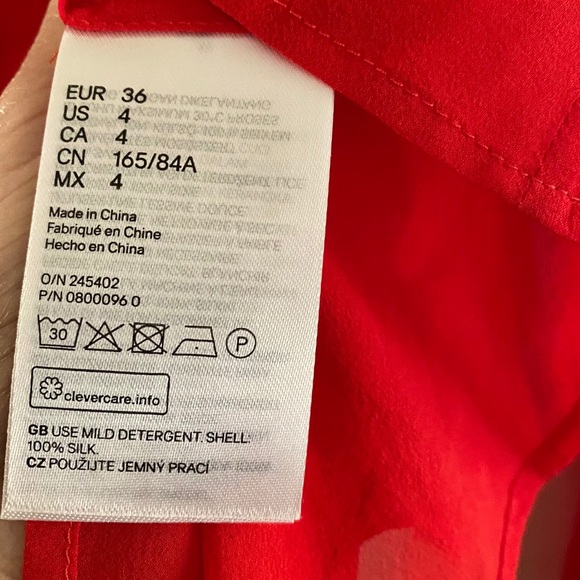 EUR 36
US 4
CA 4
CN 165/84A
MX 4
Made in China
Fabriqué en Chine
Hecho en China
O/N 245402
P/N 0800096 0
30
P
clevercare.info
GB USE MILD DETERGENT. SHELL:
100% SILK.
CZ POUŽIJTE JEMNÝ PRACÍ